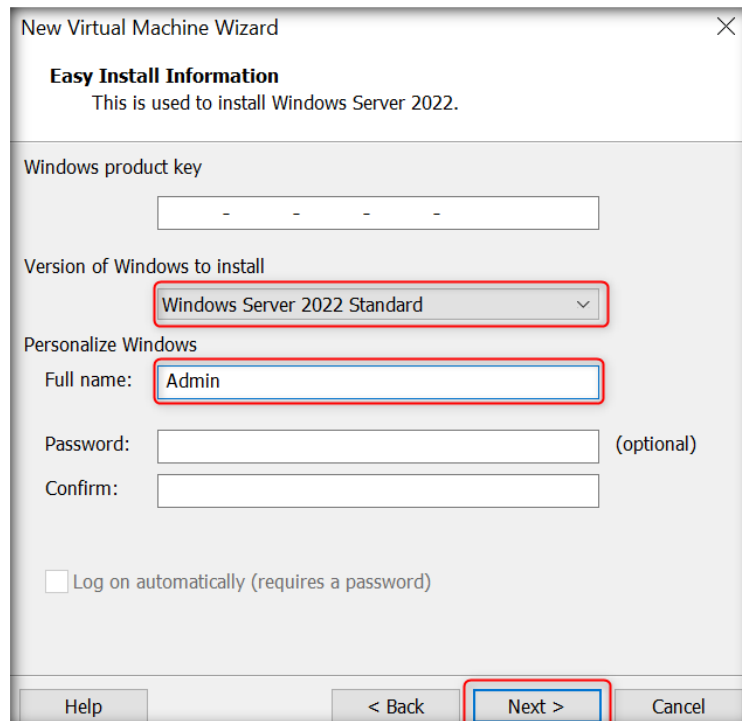 New Virtual Machine Wizard
Easy Install Information
This is used to install Windows Server 2022.
Windows product key
- - - -
Version of Windows to install
Windows Server 2022 Standard
Personalize Windows
Full name: Admin
Password: (optional)
Confirm:
Log on automatically (requires a password)
Help < Back Next > Cancel